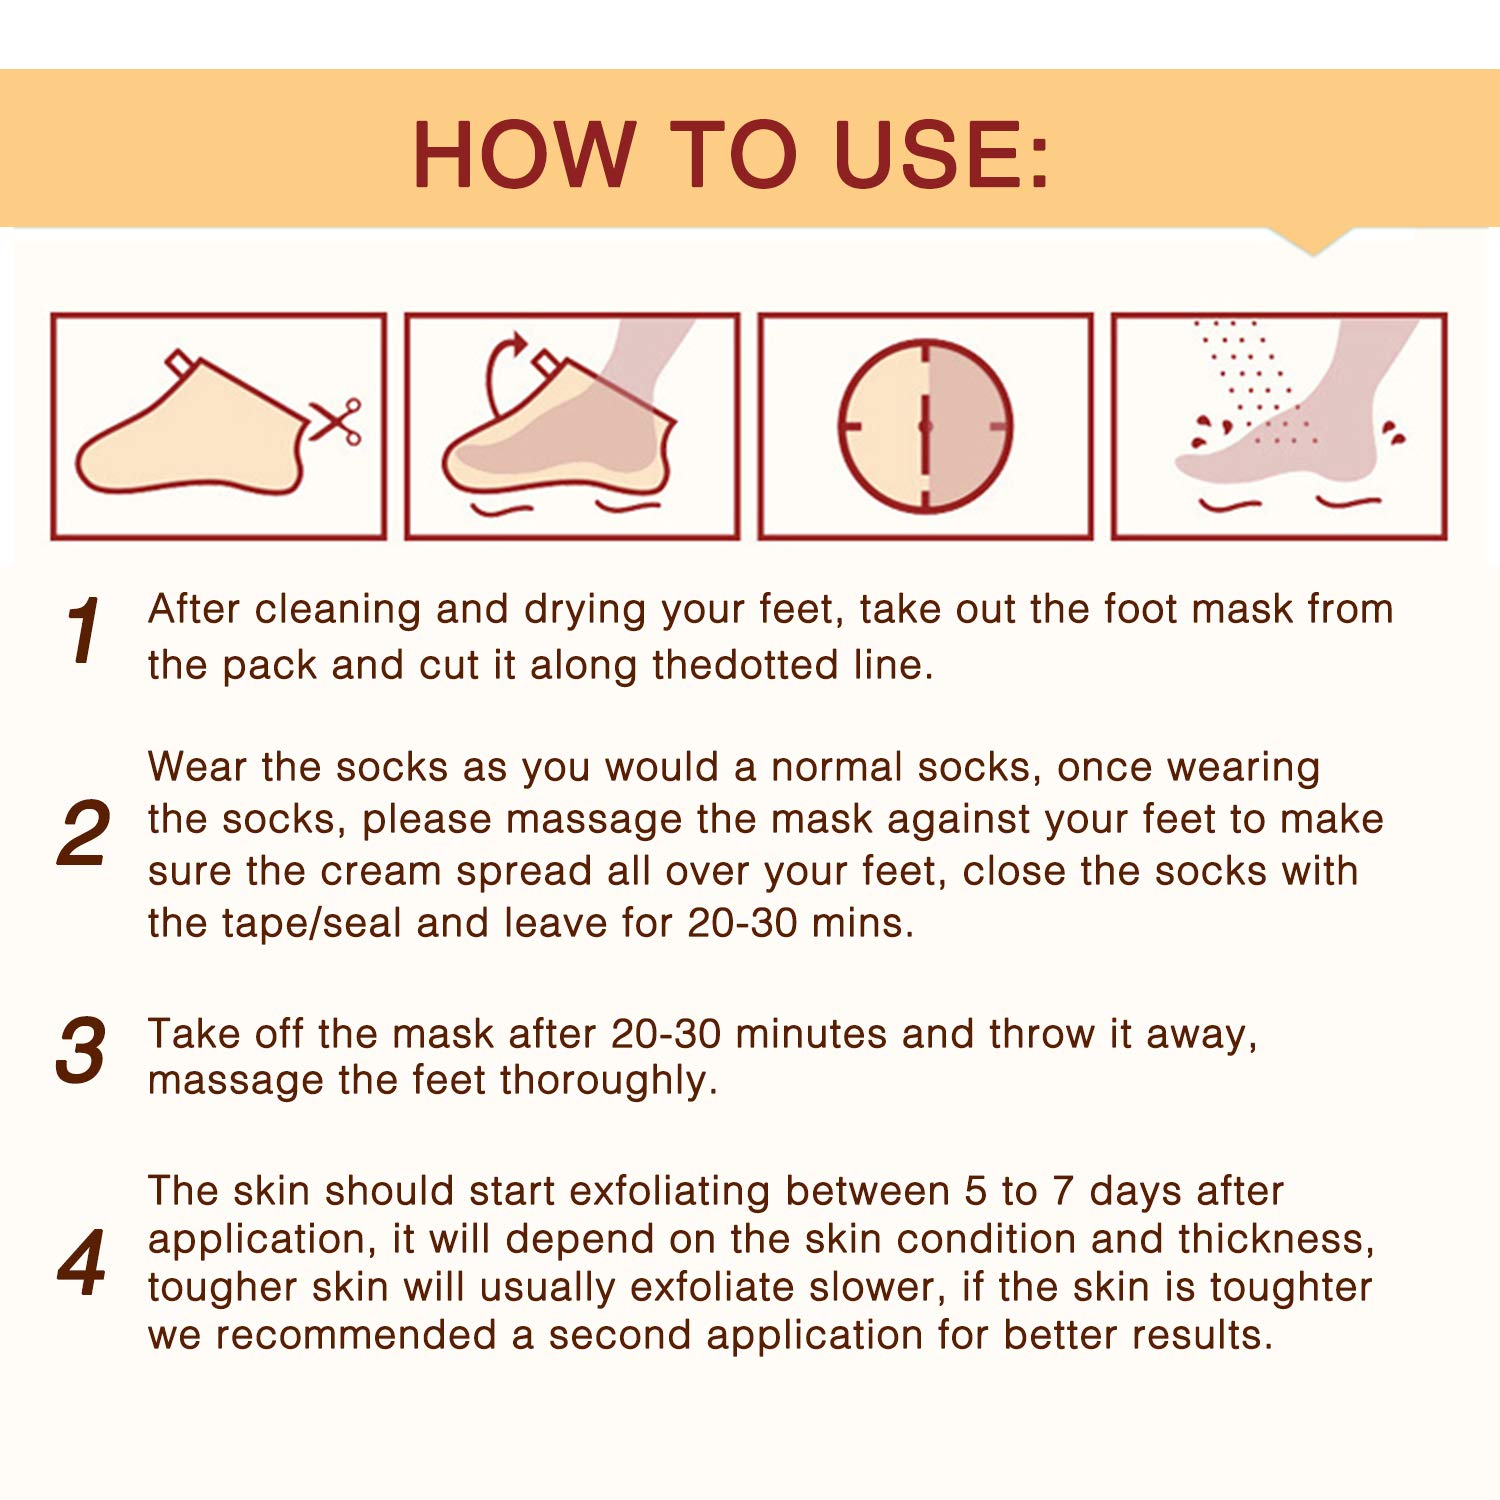 HOW TO USE:
1
After cleaning and drying your feet, take out the foot mask from
the pack and cut it along thedotted line.
2
Wear the socks as you would a normal socks, once wearing
the socks, please massage the mask against your feet to make
sure the cream spread all over your feet, close the socks with
the tape/seal and leave for 20-30 mins.
3
Take off the mask after 20-30 minutes and throw it away,
massage the feet thoroughly.
4
The skin should start exfoliating between 5 to 7 days after
application, it will depend on the skin condition and thickness,
tougher skin will usually exfoliate slower, if the skin is toughter
we recommended a second application for better results.